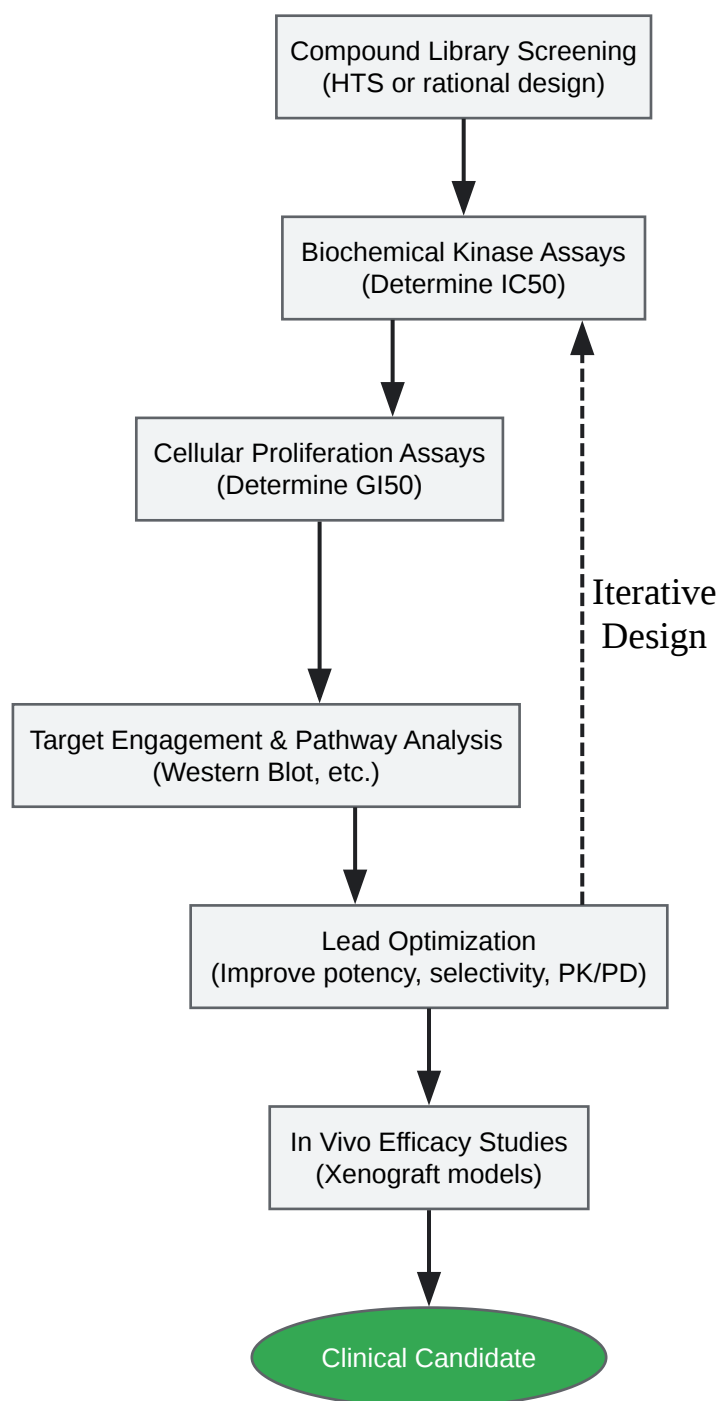 Compound Library Screening
(HTS or rational design)
Biochemical Kinase Assays
(Determine IC50)
Cellular Proliferation Assays
(Determine GI50)
Iterative
Design
Target Engagement & Pathway Analysis
(Western Blot, etc.)
Lead Optimization
(Improve potency, selectivity, PK/PD)
In Vivo Efficacy Studies
(Xenograft models)
Clinical Candidate